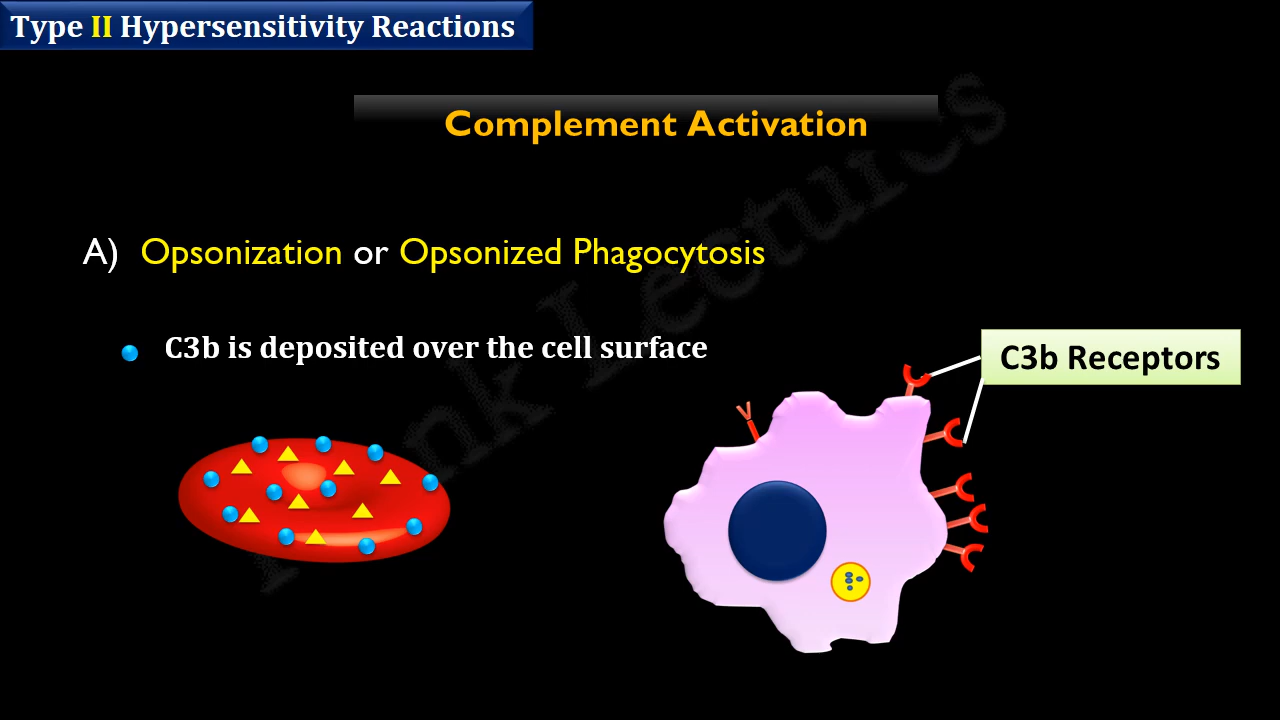 Type II Hypersensitivity Reactions
Complement Activation
A) Opsonization or Opsonized Phagocytosis
C3b is deposited over the cell surface
C3b Receptors
Lectures